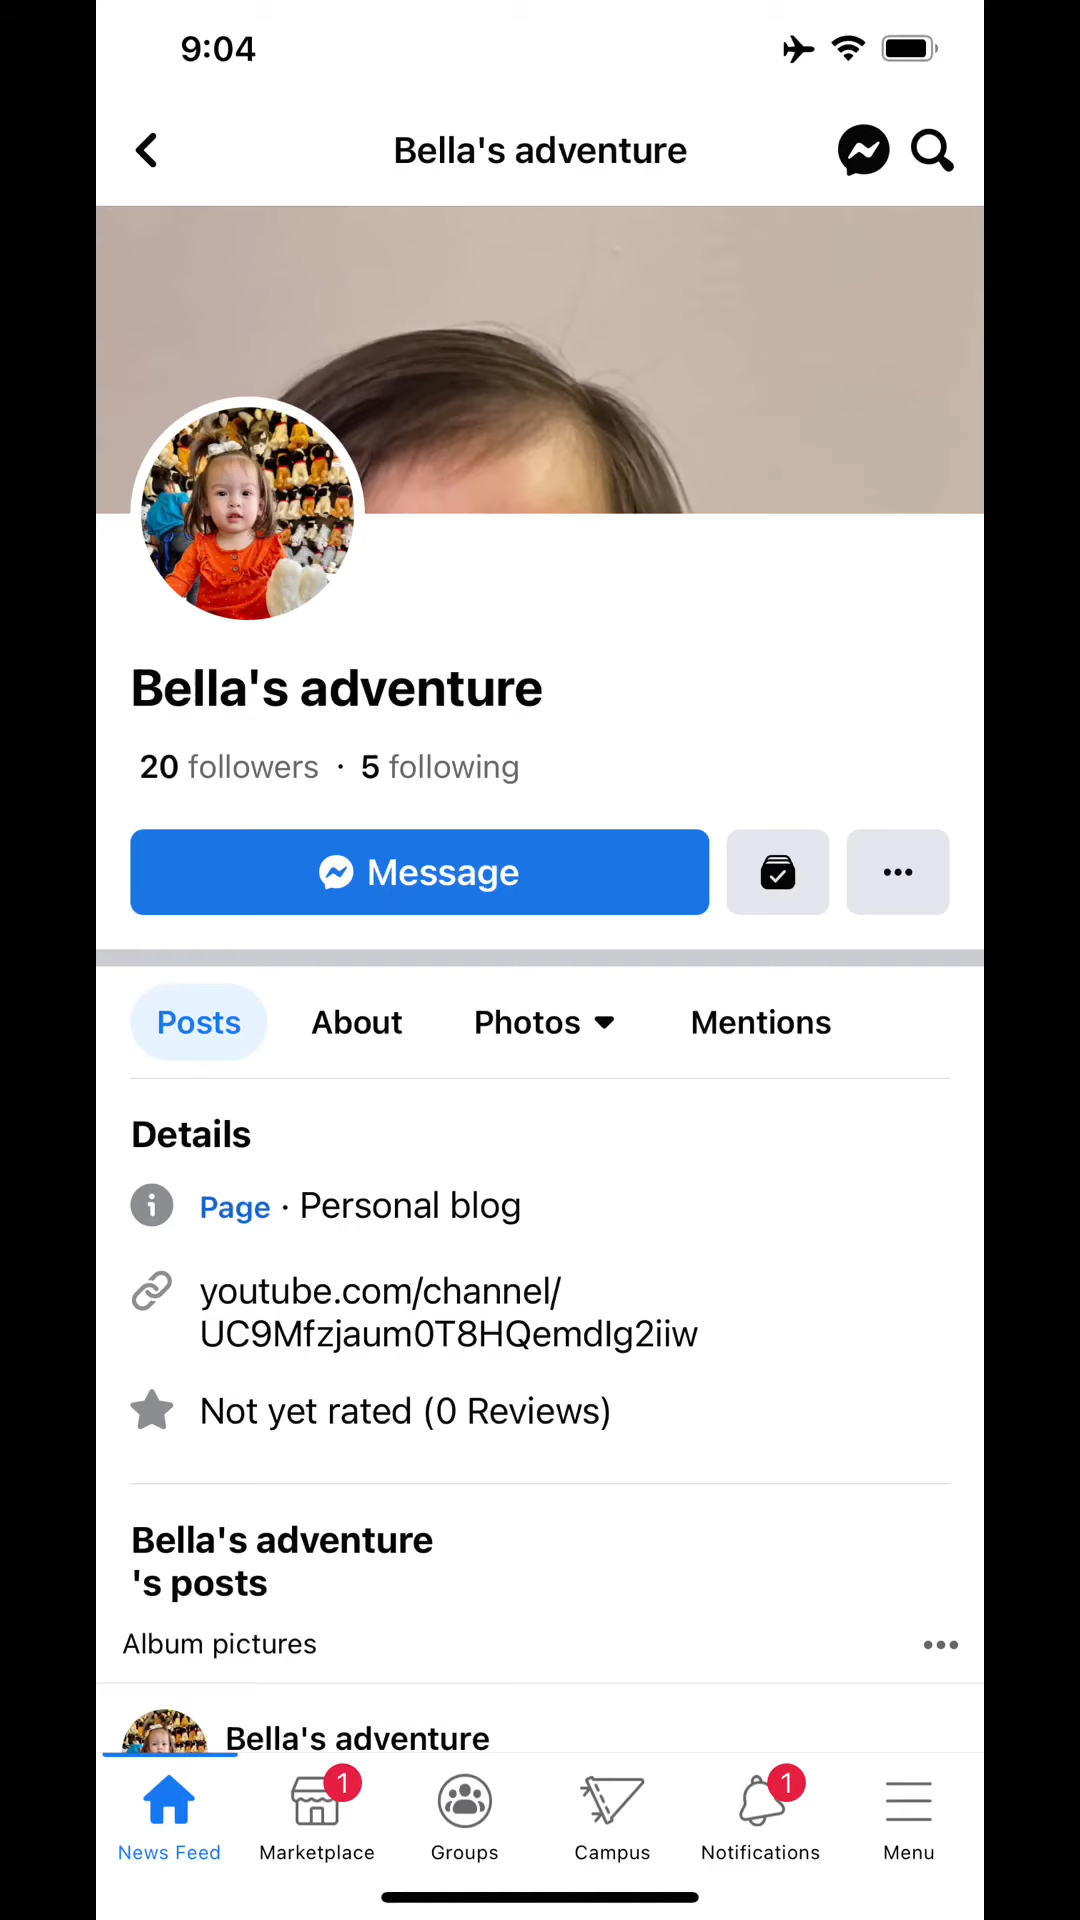 9:04
Bella's adventure
Bella's adventure
20 followers · 5 following
Message
Posts About Photos Mentions
Details
Page · Personal blog
youtube.com/channel/
UC9Mfzjaum0T8HQemdIg2iiw
Not yet rated (0 Reviews)
Bella's adventure
's posts
Album pictures
Bella's adventure
1 1
News Feed Marketplace Groups Campus Notifications Menu